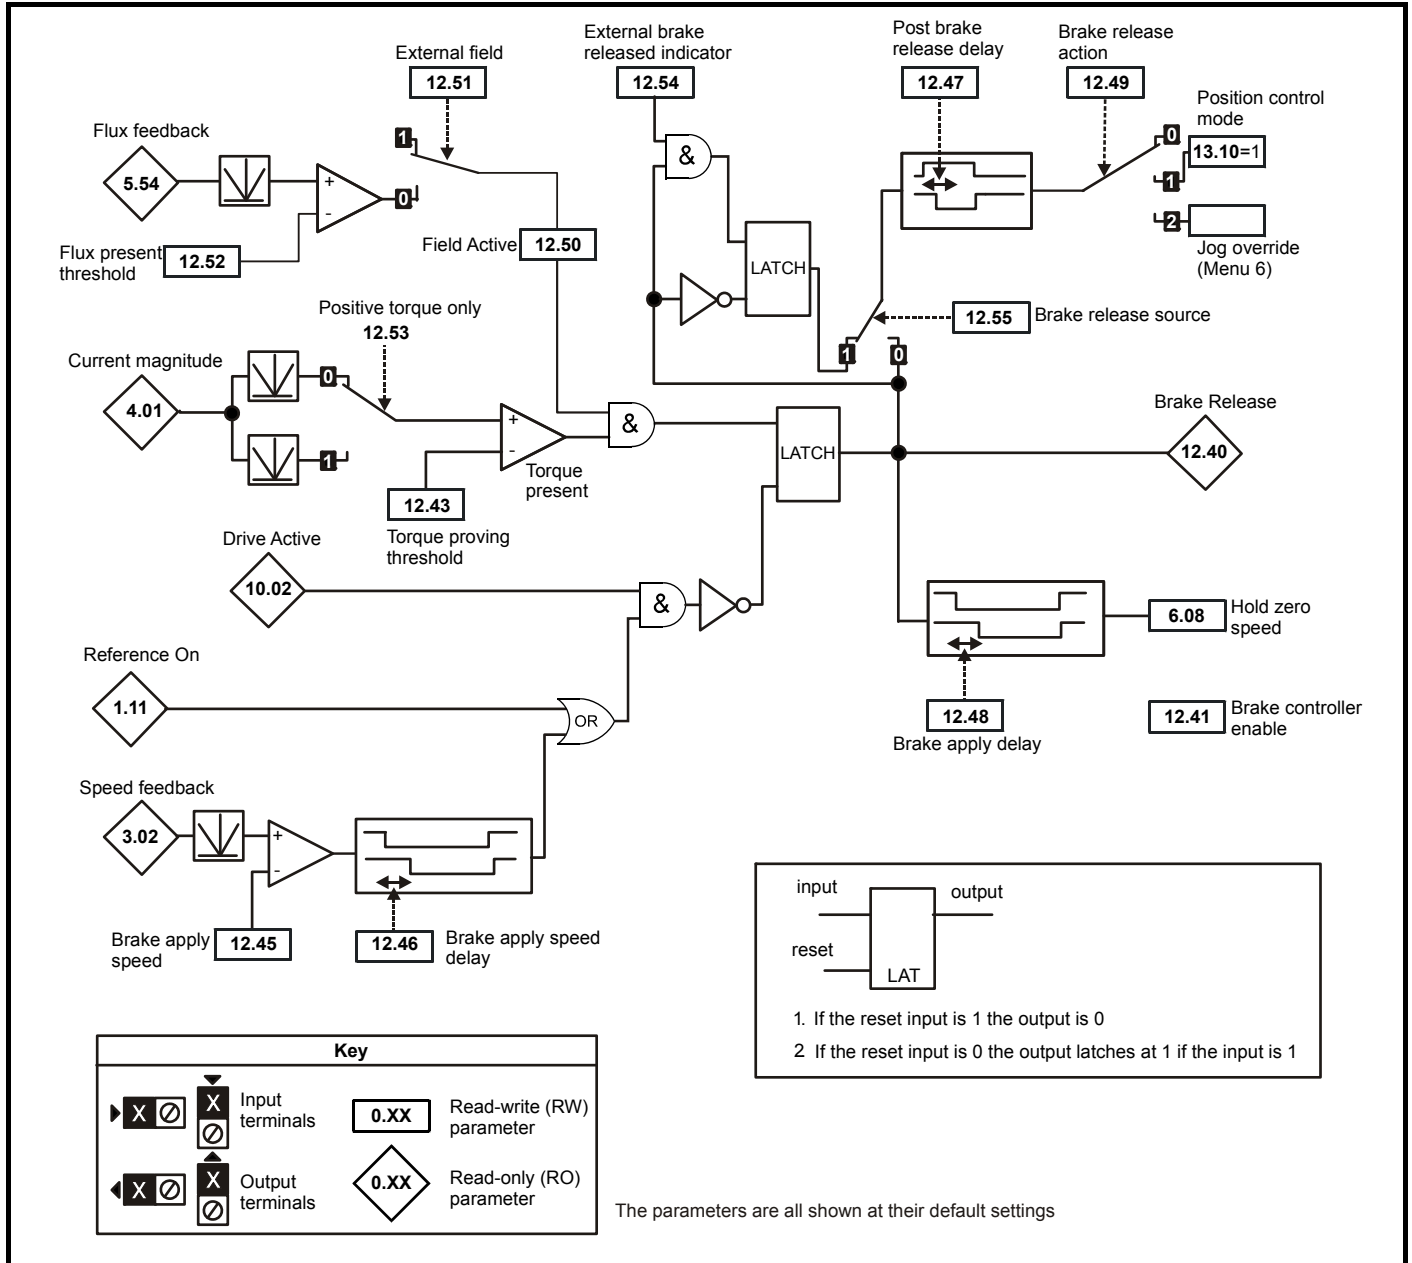 External field
12.51
External brake
released indicator
12.54
Post brake
release delay
12.47
Brake release
action
12.49
Position control
mode
0
13.10=1
1
2
Jog override
(Menu 6)
Flux feedback
5.54
+
-
1
0
Flux present
threshold
12.52
Field Active
12.50
&
LATCH
12.55
Brake release source
1
0
Positive torque only
12.53
Current magnitude
4.01
0
1
+
-
Torque
present
12.43
Torque proving
threshold
&
LATCH
Brake Release
12.40
Drive Active
10.02
&
Reference On
1.11
OR
6.08
Hold zero
speed
12.48
Brake apply delay
12.41
Brake controller
enable
Speed feedback
3.02
+
-
Brake apply
speed
12.45
12.46
Brake apply speed
delay
input
output
reset
LAT
1. If the reset input is 1 the output is 0
2 If the reset input is 0 the output latches at 1 if the input is 1
Key
X
X
Input
terminals
0.XX
Read-write (RW)
parameter
X
X
Output
terminals
0.XX
Read-only (RO)
parameter
The parameters are all shown at their default settings